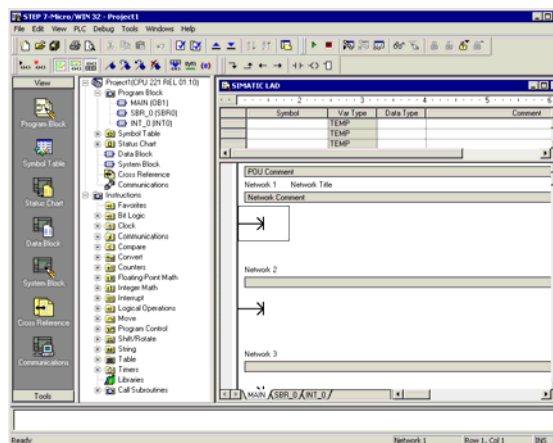 STEP 7-Micro/WIN 32 - Project1
File Edit View PLC Debug Tools Windows Help
View
Program Block
Symbol Table
Status Chart
Data Block
System Block
Cross Reference
Communications
Tools
Project1(CPU 221 REL 01.10)
Program Block
MAIN (OB1)
SBR_0 (SBR0)
INT_0 (INT0)
Symbol Table
Status Chart
Data Block
System Block
Cross Reference
Communications
Instructions
Favorites
Bit Logic
Clock
Communications
Compare
Convert
Counters
Floating-Point Math
Integer Math
Interrupt
Logical Operations
Move
Program Control
Shift/Rotate
String
Table
Timers
Libraries
Call Subroutines
SIMATIC LAD
2 3 4 5 6
Symbol Var Type Data Type Comment
TEMP
TEMP
TEMP
POU Comment
Network 1 Network Title
Network Comment
Network 2
Network 3
MAIN SBR_0 INT_0
Ready Network 1 Row 1, Col 1 INS